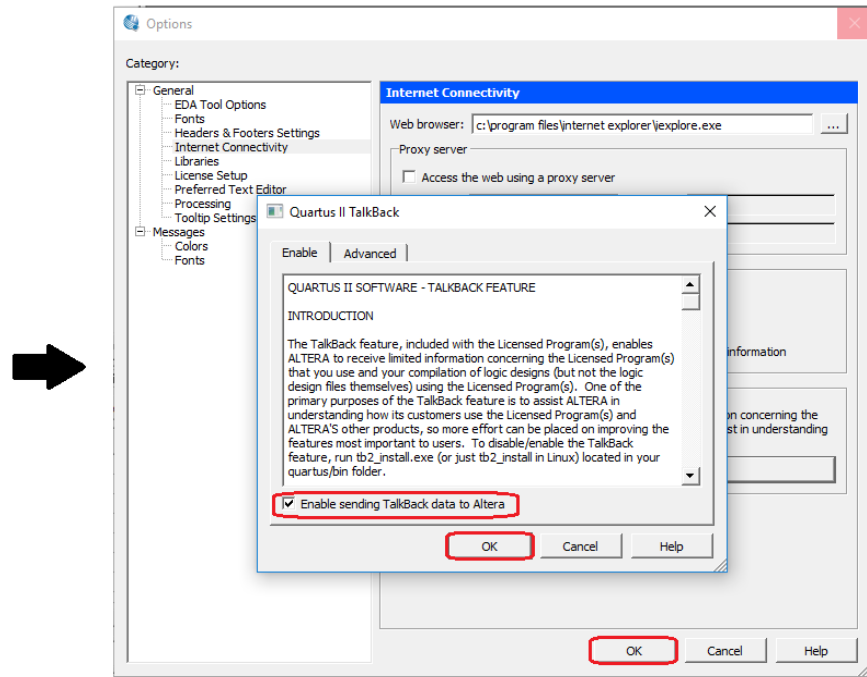 Options
Category:
General
EDA Tool Options
Fonts
Headers & Footers Settings
Internet Connectivity
Libraries
License Setup
Preferred Text Editor
Processing
Tooltip Settings
Messages
Colors
Fonts
Internet Connectivity
Web browser: c:\program files\internet explorer\iexplore.exe ...
Proxy server
Access the web using a proxy server
Quartus II TalkBack
Enable Advanced
QUARTUS II SOFTWARE - TALKBACK FEATURE
INTRODUCTION
The TalkBack feature, included with the Licensed Program(s), enables
ALTERA to receive limited information concerning the Licensed Program(s)
that you use and your compilation of logic designs (but not the logic
design files themselves) using the Licensed Program(s). One of the
primary purposes of the TalkBack feature is to assist ALTERA in
understanding how its customers use the Licensed Program(s) and
ALTERA'S other products, so more effort can be placed on improving the
features most important to users. To disable/enable the TalkBack
feature, run tb2_install.exe (or just tb2_install in Linux) located in your
quartus/bin folder.
Enable sending TalkBack data to Altera
OK Cancel Help
information
concerning the
in understanding
OK Cancel Help